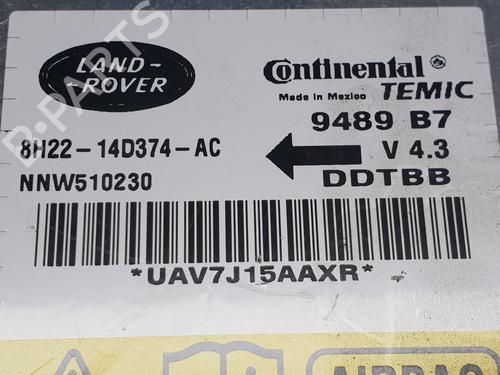 LAND-
-ROVER
Continental
Made in Mexico TEMIC
9489 B7
8H22-14D374-AC
V 4.3
NNW510230
DDTBB
*UAV7J15AAXR*
AIRBAG
B-PARTS